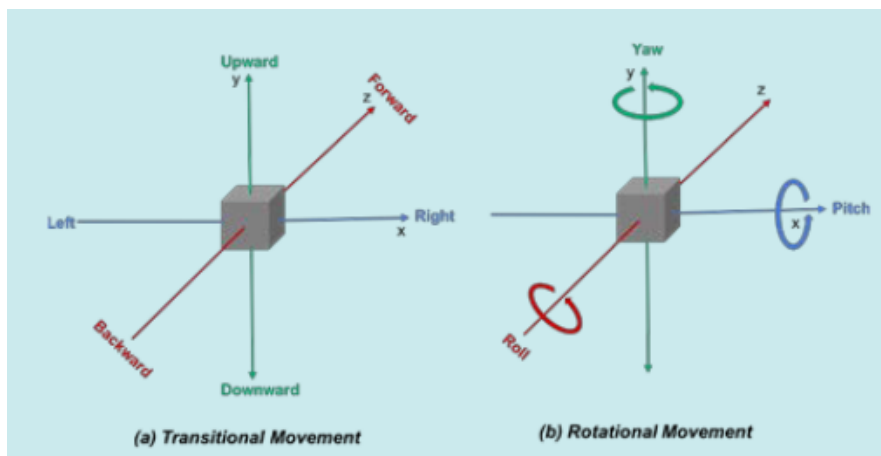 Upward
y
Forward
z
Left
Right
x
Backward
Downward
(a) Transitional Movement
Yaw
y
z
Pitch
x
Roll
(b) Rotational Movement